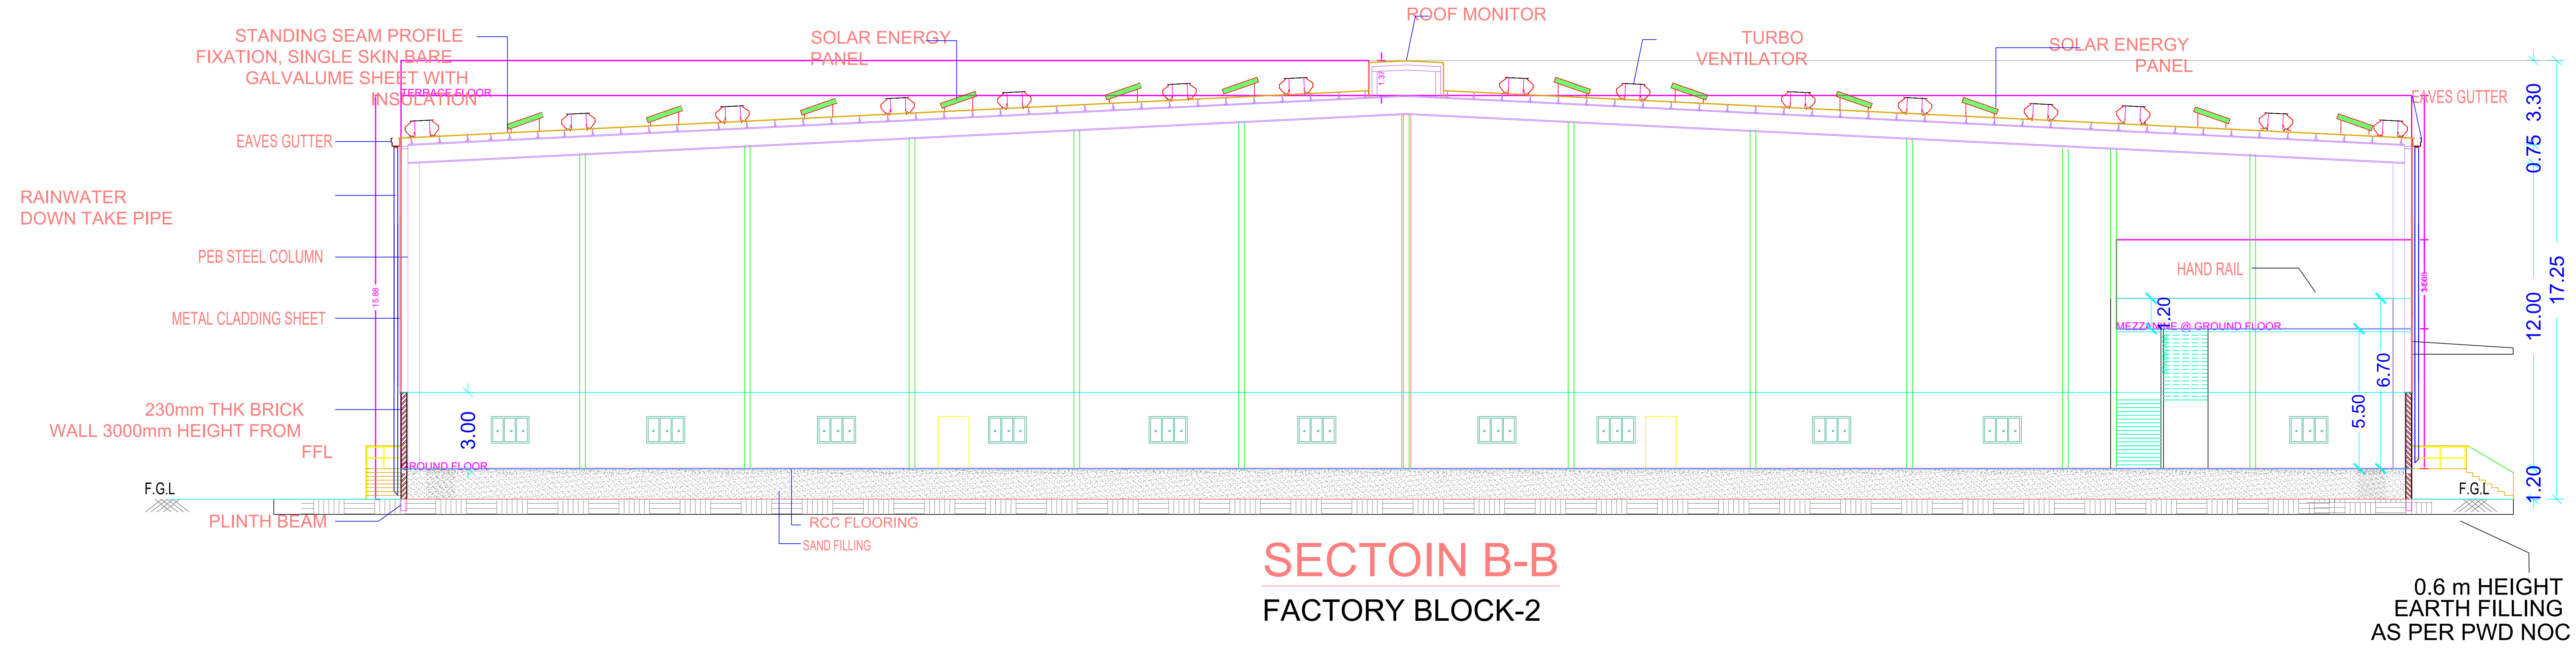 ROOF MONITOR
STANDING SEAM PROFILE
FIXATION, SINGLE SKIN BARE
GALVALUME SHEET WITH
INSULATION
SOLAR ENERGY
PANEL
TURBO
VENTILATOR
SOLAR ENERGY
PANEL
TERRACE FLOOR
1.37
EAVES GUTTER
3.30
EAVES GUTTER
0.75
RAINWATER
DOWN TAKE PIPE
PEB STEEL COLUMN
HAND RAIL
17.25
15.88
METAL CLADDING SHEET
1.20
MEZZANINE @ GROUND FLOOR
12.00
6.70
5.50
230mm THK BRICK
WALL 3000mm HEIGHT FROM
FFL
3.00
GROUND FLOOR
F.G.L
F.G.L
1.20
PLINTH BEAM
RCC FLOORING
SAND FILLING
SECTOIN B-B
FACTORY BLOCK-2
0.6 m HEIGHT
EARTH FILLING
AS PER PWD NOC